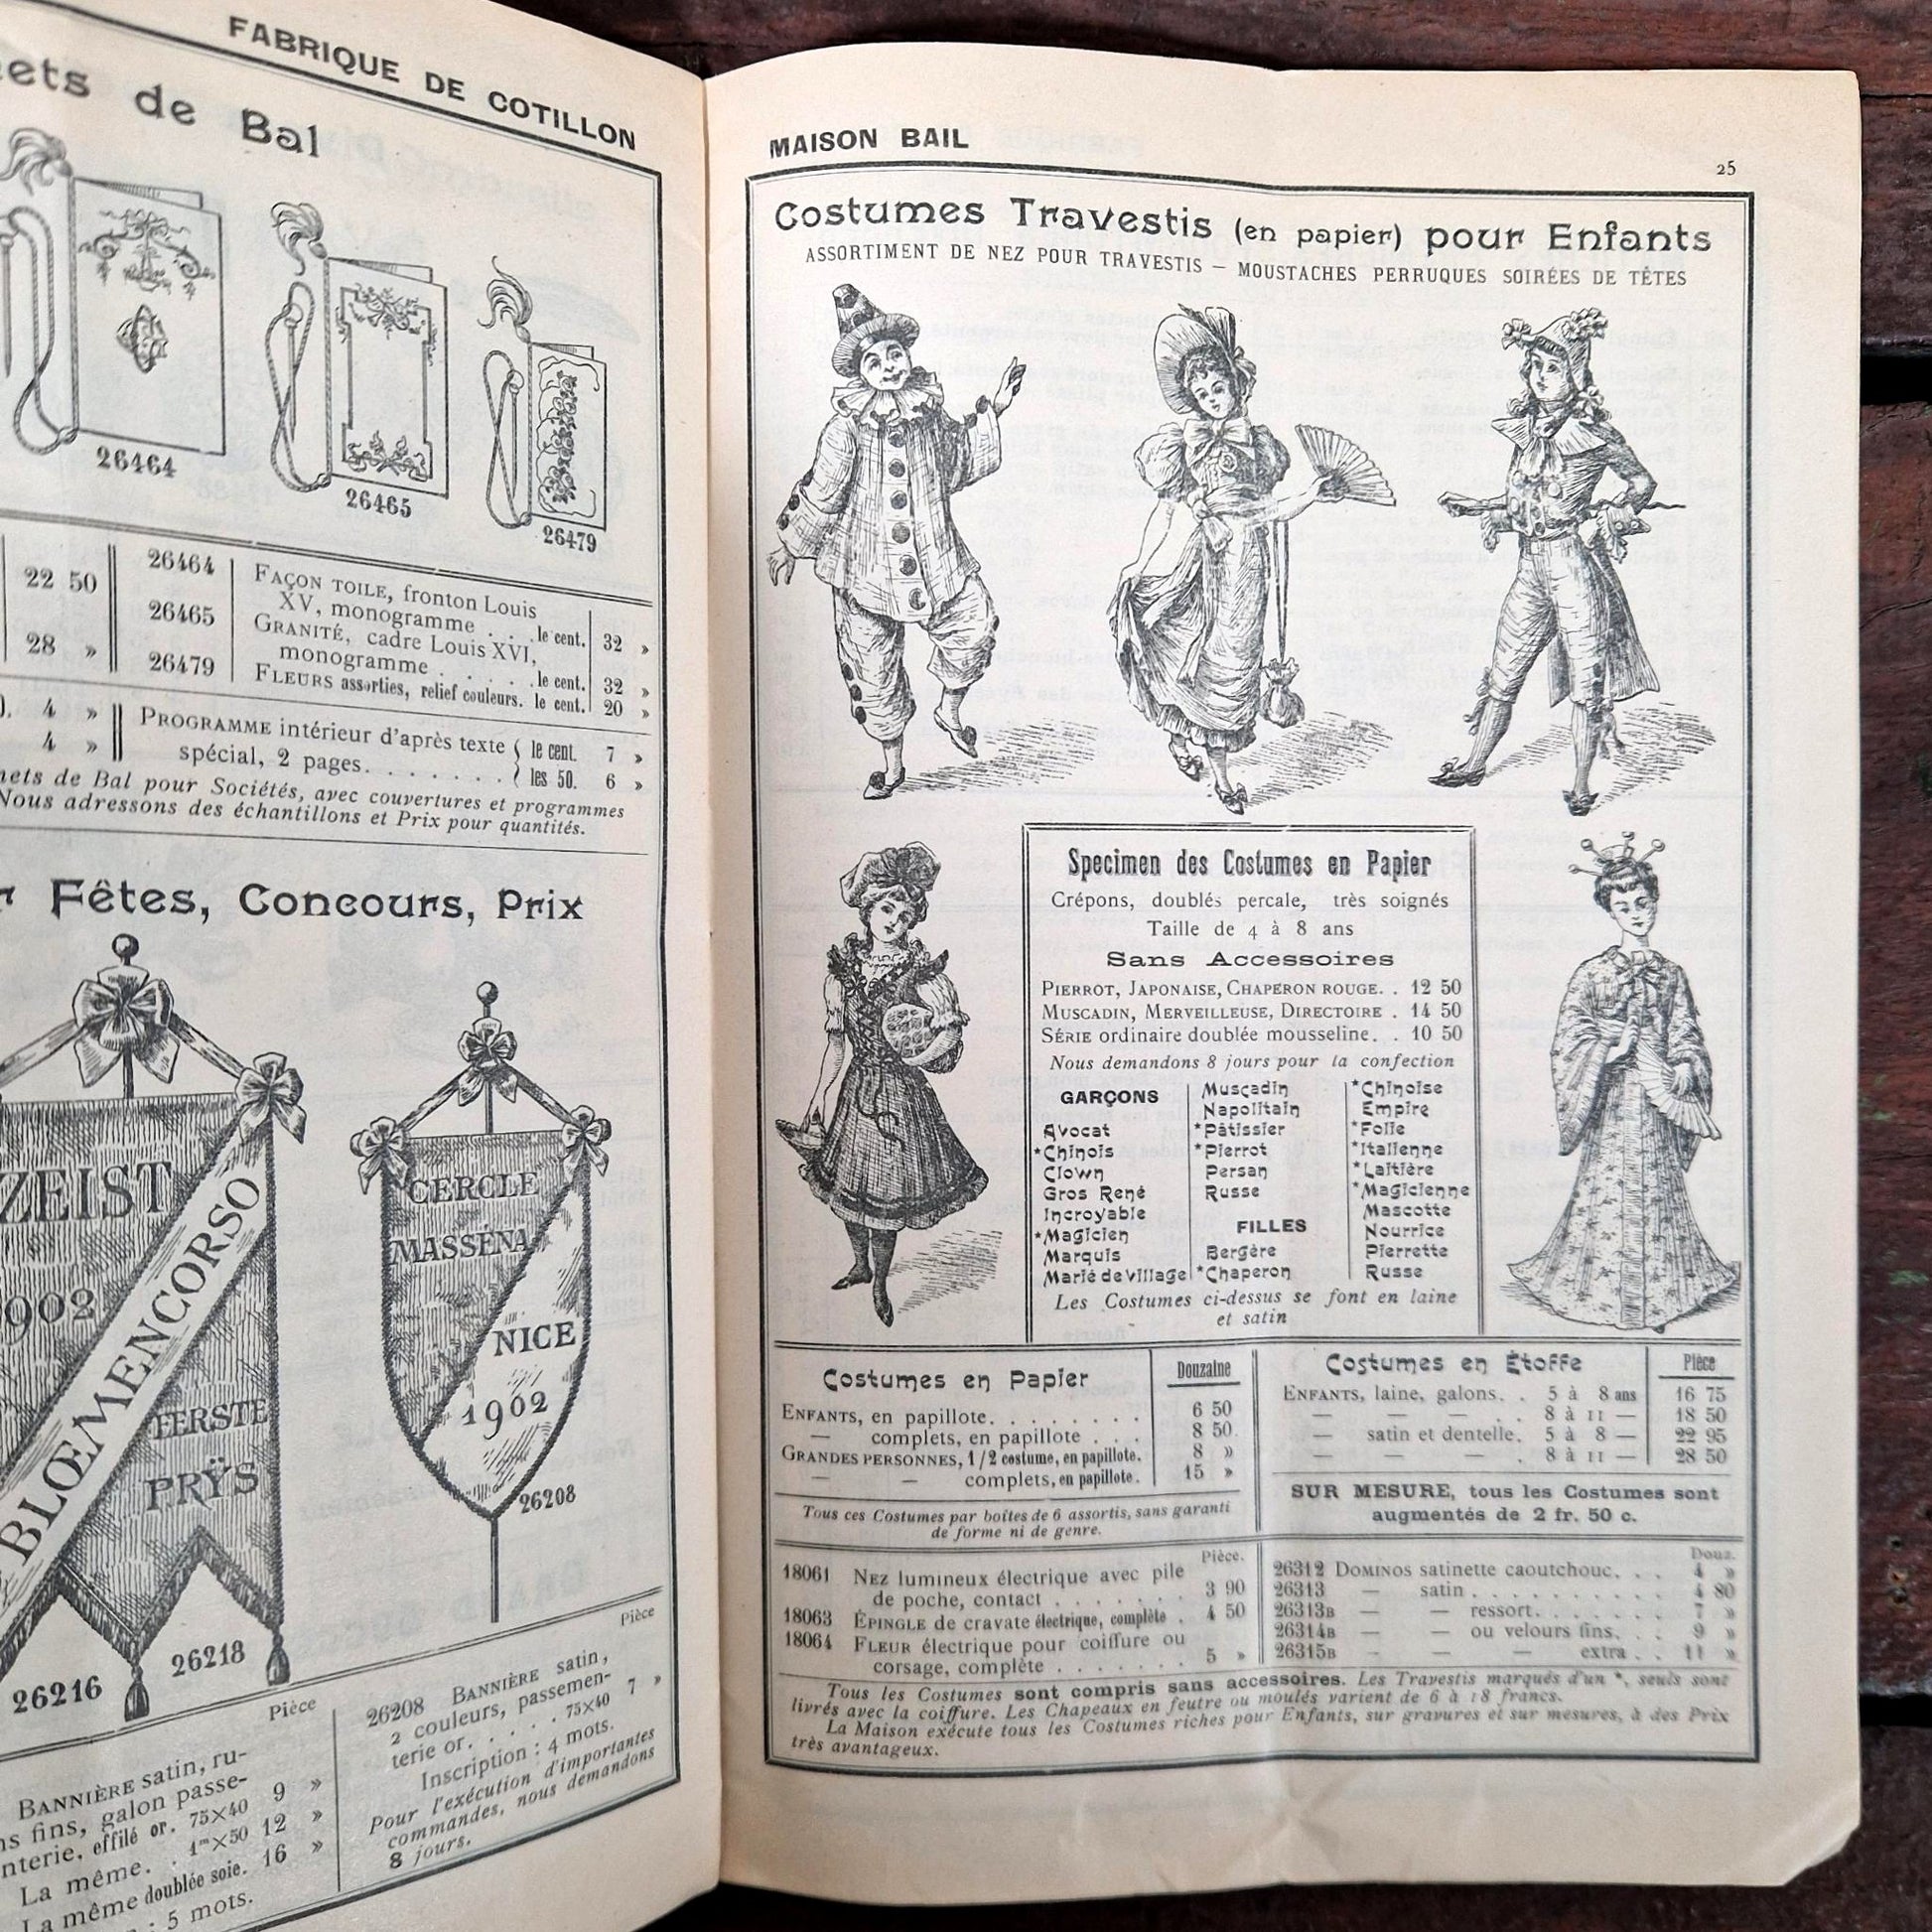 FABRIQUE DE COTILLON
de Bal
26464
26465
26479
22 50
28 »
26464 FAÇON TOILE, fronton Louis
XV, monogramme . . . le cent. 32 »
26465 GRANITÉ, cadre Louis XVI,
monogramme . . . . . le cent. 32 »
26479 FLEURS assorties, relief couleurs. le cent. 20 »
4 »
4 »
PROGRAMME intérieur d'après texte
spécial, 2 pages. . . . . . . .
le cent. 7 »
les 50. 6 »
de Bal pour Sociétés, avec couvertures et programmes
Nous adressons des échantillons et Prix pour quantités.
Fêtes, Concours, Prix
ZEIST
BLŒMENCORSO
EERSTE
PRŸS
CERCLE
MASSÉNA
NICE
1902
26208
26216
26218
Pièce
BANNIÈRE satin, ru-
fins, galon passe-
effilé or. 75×40 9 »
La même. . 1m×50 12 »
La même doublée soie. 16 »
5 mots.
Pièce
26208 BANNIÈRE satin,
2 couleurs, passemen-
terie or. . . . 75×40 7 »
Inscription : 4 mots.
Pour l'exécution d'importantes
commandes, nous demandons
8 jours.
MAISON BAIL
25
Costumes Travestis (en papier) pour Enfants
ASSORTIMENT DE NEZ POUR TRAVESTIS — MOUSTACHES PERRUQUES SOIRÉES DE TÊTES
Specimen des Costumes en Papier
Crépons, doublés percale, très soignés
Taille de 4 à 8 ans
Sans Accessoires
PIERROT, JAPONAISE, CHAPERON ROUGE. . 12 50
MUSCADIN, MERVEILLEUSE, DIRECTOIRE . 14 50
SÉRIE ordinaire doublée mousseline. . 10 50
Nous demandons 8 jours pour la confection
GARÇONS
Avocat
*Chinois
Clown
Gros René
Incroyable
*Magicien
Marquis
Marié de village
Muscadin
Napolitain
*Pâtissier
*Pierrot
Persan
Russe
FILLES
Bergère
*Chaperon
*Chinoise
Empire
*Folie
*Italienne
*Laitière
*Magicienne
Mascotte
Nourrice
Pierrette
Russe
Les Costumes ci-dessus se font en laine
et satin
Costumes en Papier Douzaine
ENFANTS, en papillote. . . . . . . . 6 50
— complets, en papillote . . . 8 50
GRANDES PERSONNES, 1/2 costume, en papillote. 8 »
— — complets, en papillote. 15 »
Tous ces Costumes par boîtes de 6 assortis, sans garanti
de forme ni de genre.
Costumes en Étoffe Pièce
ENFANTS, laine, galons. . 5 à 8 ans 16 75
— — — . . 8 à 11 — 18 50
— satin et dentelle. 5 à 8 — 22 95
— — — . 8 à 11 — 28 50
SUR MESURE, tous les Costumes sont
augmentés de 2 fr. 50 c.
Pièce.
18061 NEZ lumineux électrique avec pile
de poche, contact . . . . . . . 3 90
18063 ÉPINGLE de cravate électrique, complète . 4 50
18064 FLEUR électrique pour coiffure ou
corsage, complète . . . . . . . 5 »
Douz.
26312 DOMINOS satinette caoutchouc. . . 4 »
26313 — satin . . . . . . . . . . 4 80
26313B — — ressort. . . . . . . 7 »
26314B — — ou velours fins. . . 9 »
26315B — — extra . . 11 »
Tous les Costumes sont compris sans accessoires. Les Travestis marqués d'un *, seuls sont
livrés avec la coiffure. Les Chapeaux en feutre ou moulés varient de 6 à 18 francs.
La Maison exécute tous les Costumes riches pour Enfants, sur gravures et sur mesures, à des Prix
très avantageux.